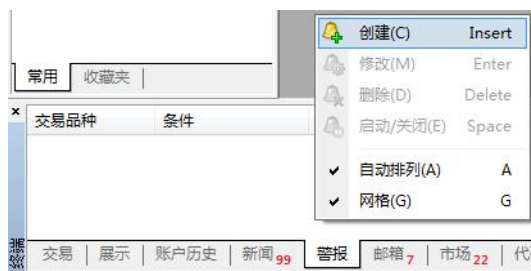 创建(C) Insert
修改(M) Enter
删除(D) Delete
启动/关闭(E) Space
自动排列(A) A
网格(G) G
常用 收藏夹
× 交易品种 条件
交易 展示 账户历史 新闻99 警报 邮箱7 市场22